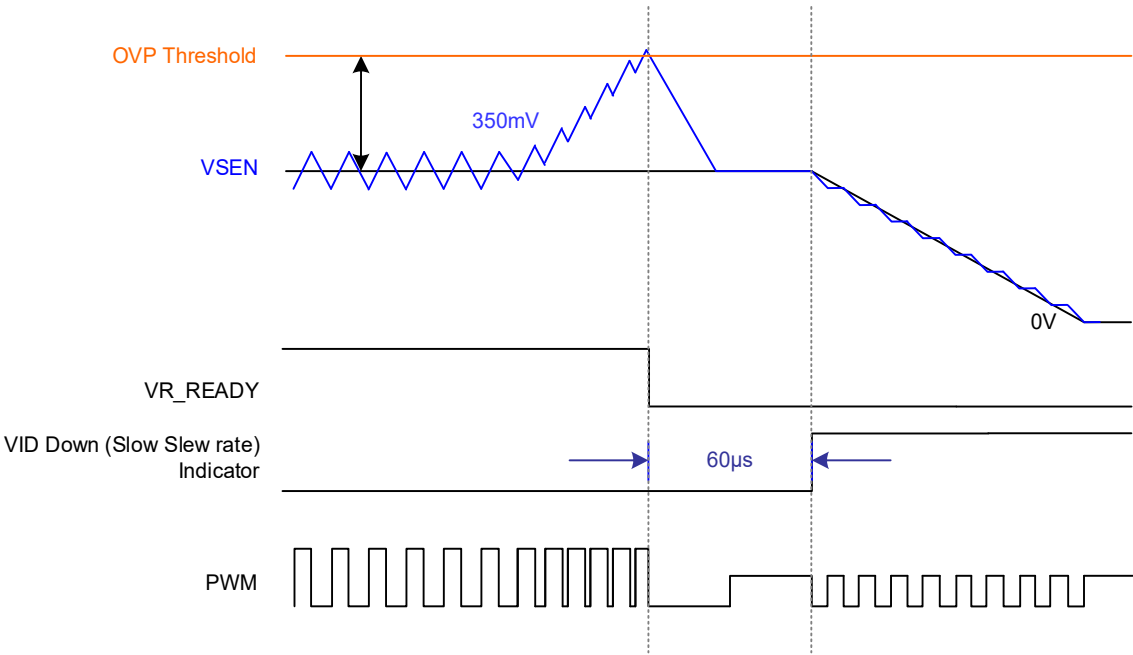 OVP Threshold
350mV
VSEN
0V
VR_READY
VID Down (Slow Slew rate)
Indicator
60µs
PWM